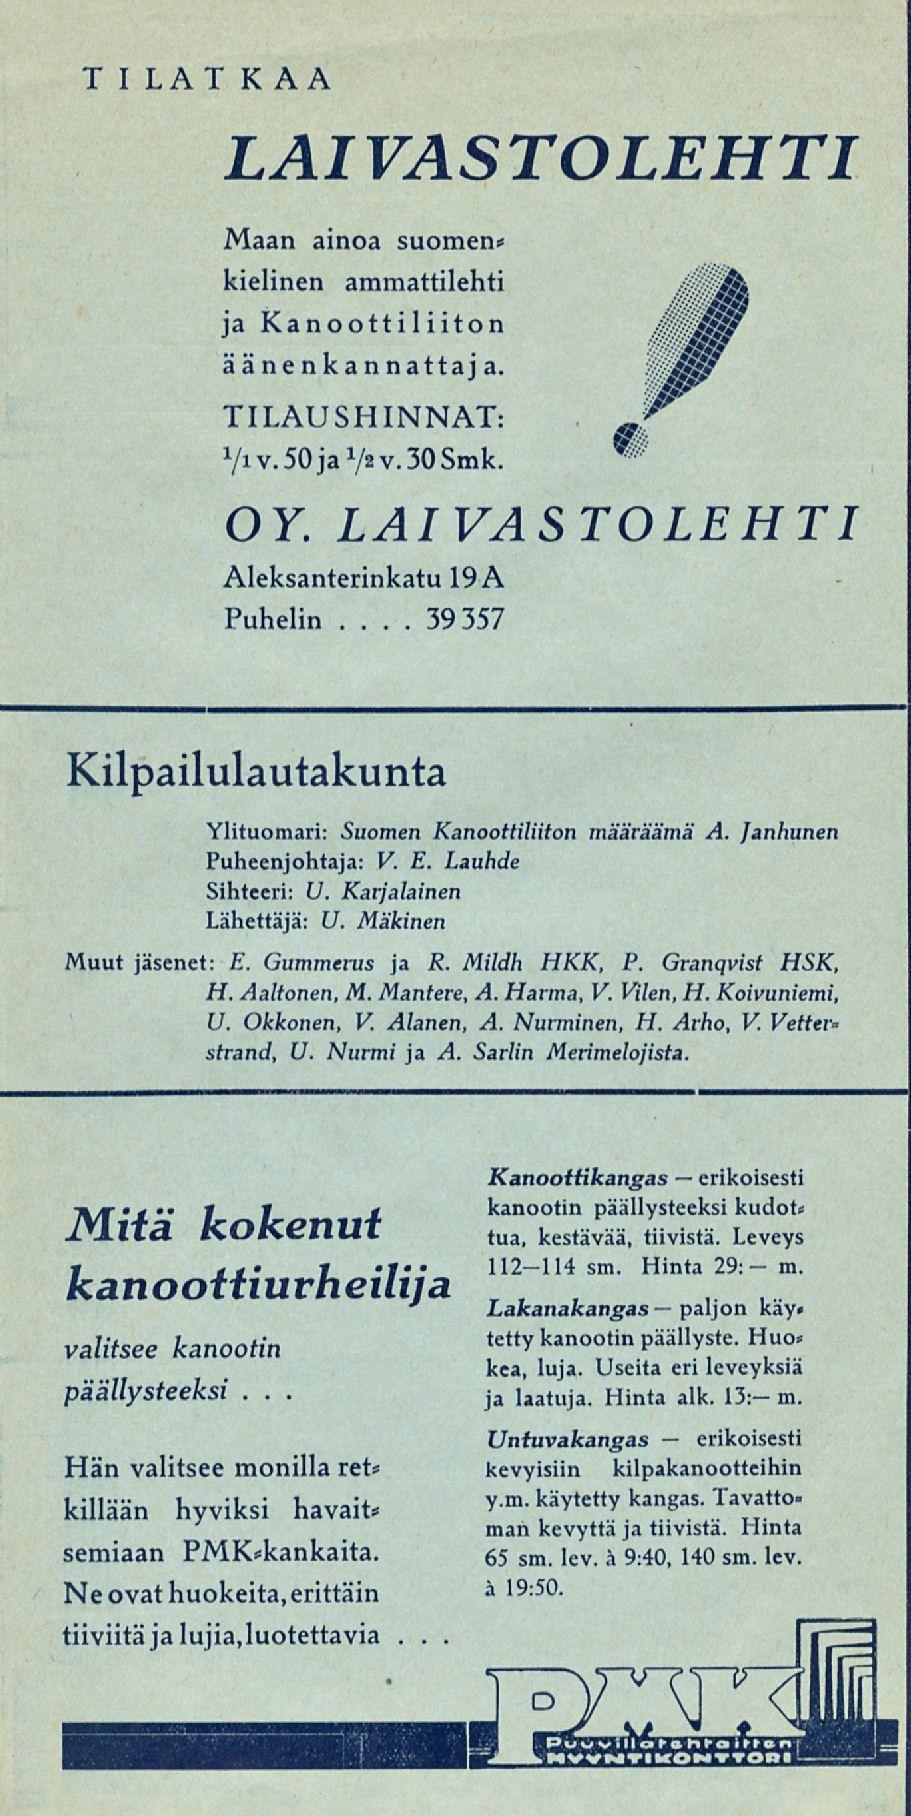 TILATKAA
LAIVASTOLEHTI
Maan ainoa suomen-
kielinen ammattilehti
ja Kanoottiliiton
äänenkannattaja.
TILAUSHINNAT:
1/1 v. 50 ja 1/2 v. 30 Smk.
OY. LAIVASTOLEHTI
Aleksanterinkatu 19 A
Puhelin . . . . 39 357
Kilpailulautakunta
Ylituomari: Suomen Kanoottiliiton määräämä A. Janhunen
Puheenjohtaja: V. E. Lauhde
Sihteeri: U. Karjalainen
Lähettäjä: U. Mäkinen
Muut jäsenet: E. Gummerus ja R. Mildh HKK, P. Granqvist HSK,
H. Aaltonen, M. Mantere, A. Harma, V. Vilen, H. Koivuniemi,
U. Okkonen, V. Alanen, A. Nurminen, H. Arho, V. Vetter-
strand, U. Nurmi ja A. Sarlin Merimelojista.
Mitä kokenut
kanoottiurheilija
valitsee kanootin
päällysteeksi . . .
Hän valitsee monilla ret-
killään hyviksi havait-
semiaan PMK-kankaita.
Ne ovat huokeita, erittäin
tiiviitä ja lujia, luotettavia . . .
Kanoottikangas — erikoisesti
kanootin päällysteeksi kudot-
tua, kestävää, tiivistä. Leveys
112—114 sm. Hinta 29: — m.
Lakanakangas — paljon käy-
tetty kanootin päällyste. Huo-
kea, luja. Useita eri leveyksiä
ja laatuja. Hinta alk. 13:— m.
Untuvakangas — erikoisesti
kevyisiin kilpakanootteihin
y.m. käytetty kangas. Tavatto-
man kevyttä ja tiivistä. Hinta
65 sm. lev. à 9:40, 140 sm. lev.
à 19:50.
PMK
Puuvillatehtaitten
MYYNTIKONTTORI